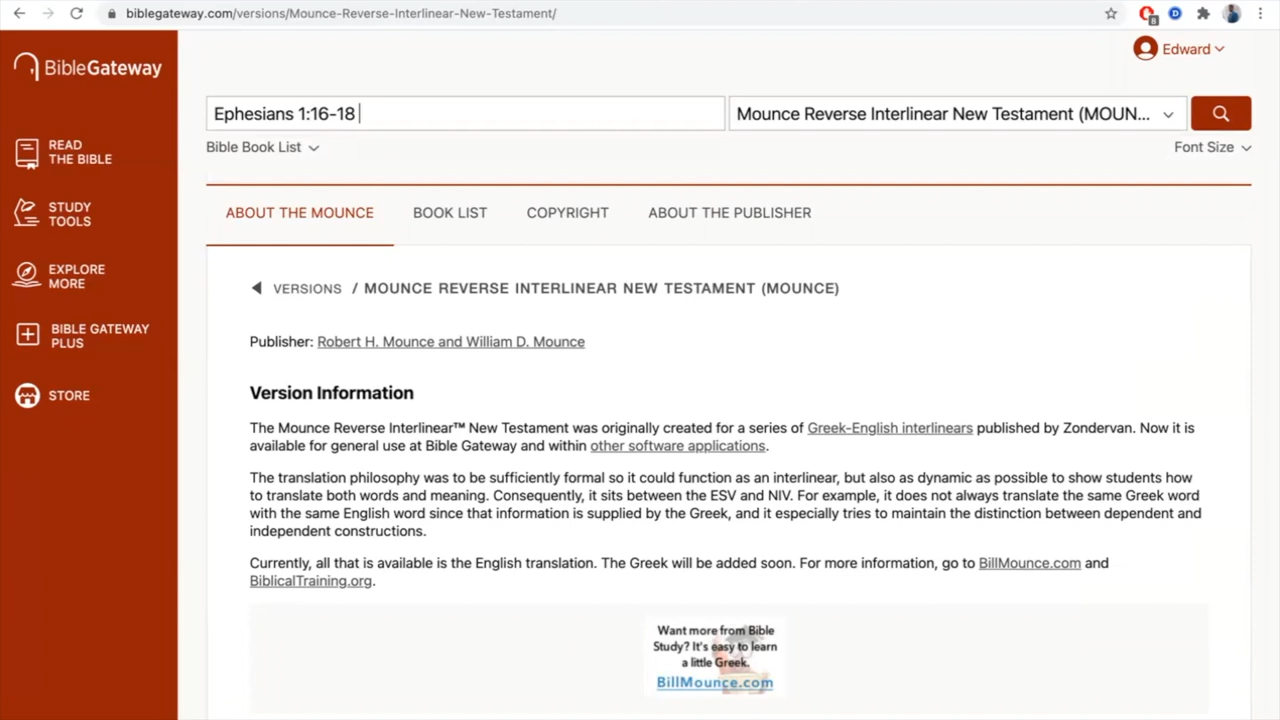 biblegateway.com/versions/Mounce-Reverse-Interlinear-New-Testament/
8
D
BibleGateway
Edward
Ephesians 1:16-18
Mounce Reverse Interlinear New Testament (MOUN...
Bible Book List
Font Size
READ
THE BIBLE
STUDY
TOOLS
EXPLORE
MORE
BIBLE GATEWAY
PLUS
STORE
ABOUT THE MOUNCE
BOOK LIST
COPYRIGHT
ABOUT THE PUBLISHER
VERSIONS / MOUNCE REVERSE INTERLINEAR NEW TESTAMENT (MOUNCE)
Publisher: Robert H. Mounce and William D. Mounce
Version Information
The Mounce Reverse Interlinear™ New Testament was originally created for a series of Greek-English interlinears published by Zondervan. Now it is
available for general use at Bible Gateway and within other software applications.
The translation philosophy was to be sufficiently formal so it could function as an interlinear, but also as dynamic as possible to show students how
to translate both words and meaning. Consequently, it sits between the ESV and NIV. For example, it does not always translate the same Greek word
with the same English word since that information is supplied by the Greek, and it especially tries to maintain the distinction between dependent and
independent constructions.
Currently, all that is available is the English translation. The Greek will be added soon. For more information, go to BillMounce.com and
BiblicalTraining.org.
Want more from Bible
Study? It's easy to learn
a little Greek.
BillMounce.com